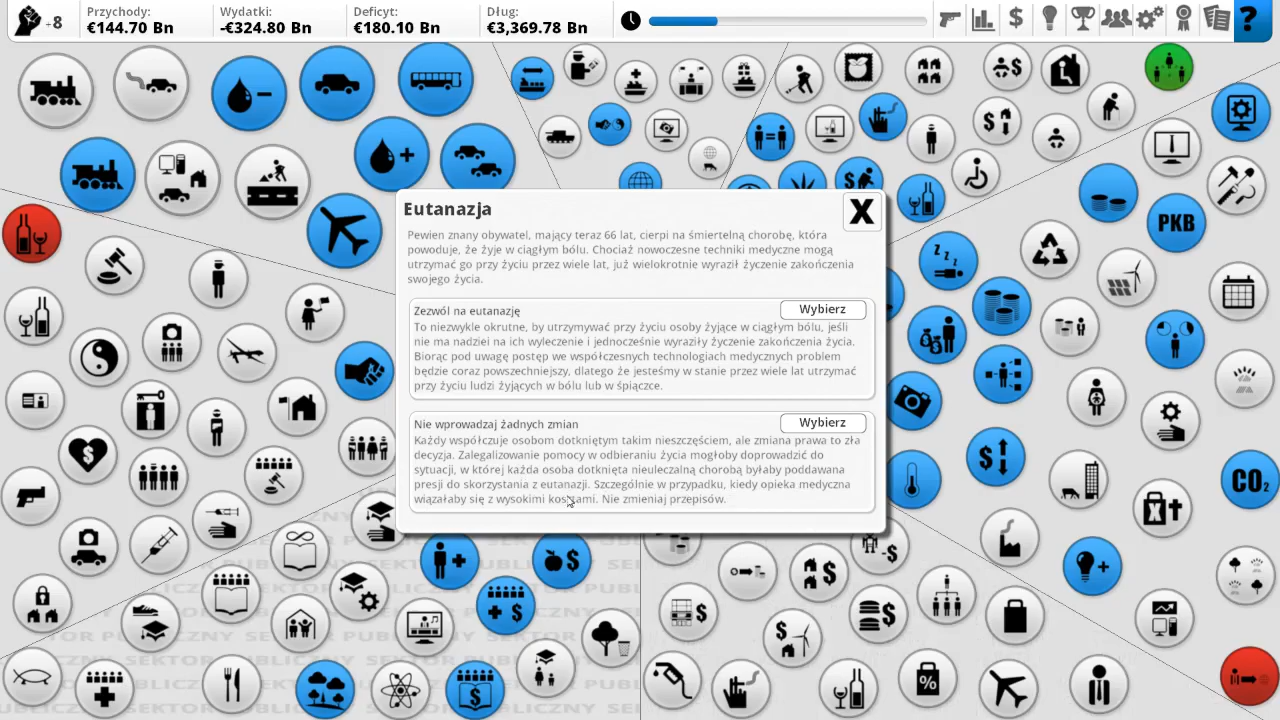 +8
Przychody:
€144.70 Bn
Wydatki:
-€324.80 Bn
Deficyt:
€180.10 Bn
Dług:
€3,369.78 Bn
$
?
Eutanazja
X
Pewien znany obywatel, mający teraz 66 lat, cierpi na śmiertelną chorobę, która
powoduje, że żyje w ciągłym bólu. Chociaż nowoczesne techniki medyczne mogą
utrzymać go przy życiu przez wiele lat, już wielokrotnie wyraził życzenie zakończenia
swojego życia.
Zezwól na eutanazję
Wybierz
To niezwykle okrutne, by utrzymywać przy życiu osoby żyjące w ciągłym bólu, jeśli
nie ma nadziei na ich wyleczenie i jednocześnie wyraziły życzenie zakończenia życia.
Biorąc pod uwagę postęp we współczesnych technologiach medycznych problem
będzie coraz powszechniejszy, dlatego że jesteśmy w stanie przez wiele lat utrzymać
przy życiu ludzi żyjących w bólu lub w śpiączce.
Nie wprowadzaj żadnych zmian
Wybierz
Każdy współczuje osobom dotkniętym takim nieszczęściem, ale zmiana prawa to zła
decyzja. Zalegalizowanie pomocy w odbieraniu życia mogłoby doprowadzić do
sytuacji, w której każda osoba dotknięta nieuleczalną chorobą byłaby poddawana
presji do skorzystania z eutanazji. Szczególnie w przypadku, kiedy opieka medyczna
wiązałaby się z wysokimi kosztami. Nie zmieniaj przepisów.
PKB
CO₂
SEKTOR PUBLICZNY